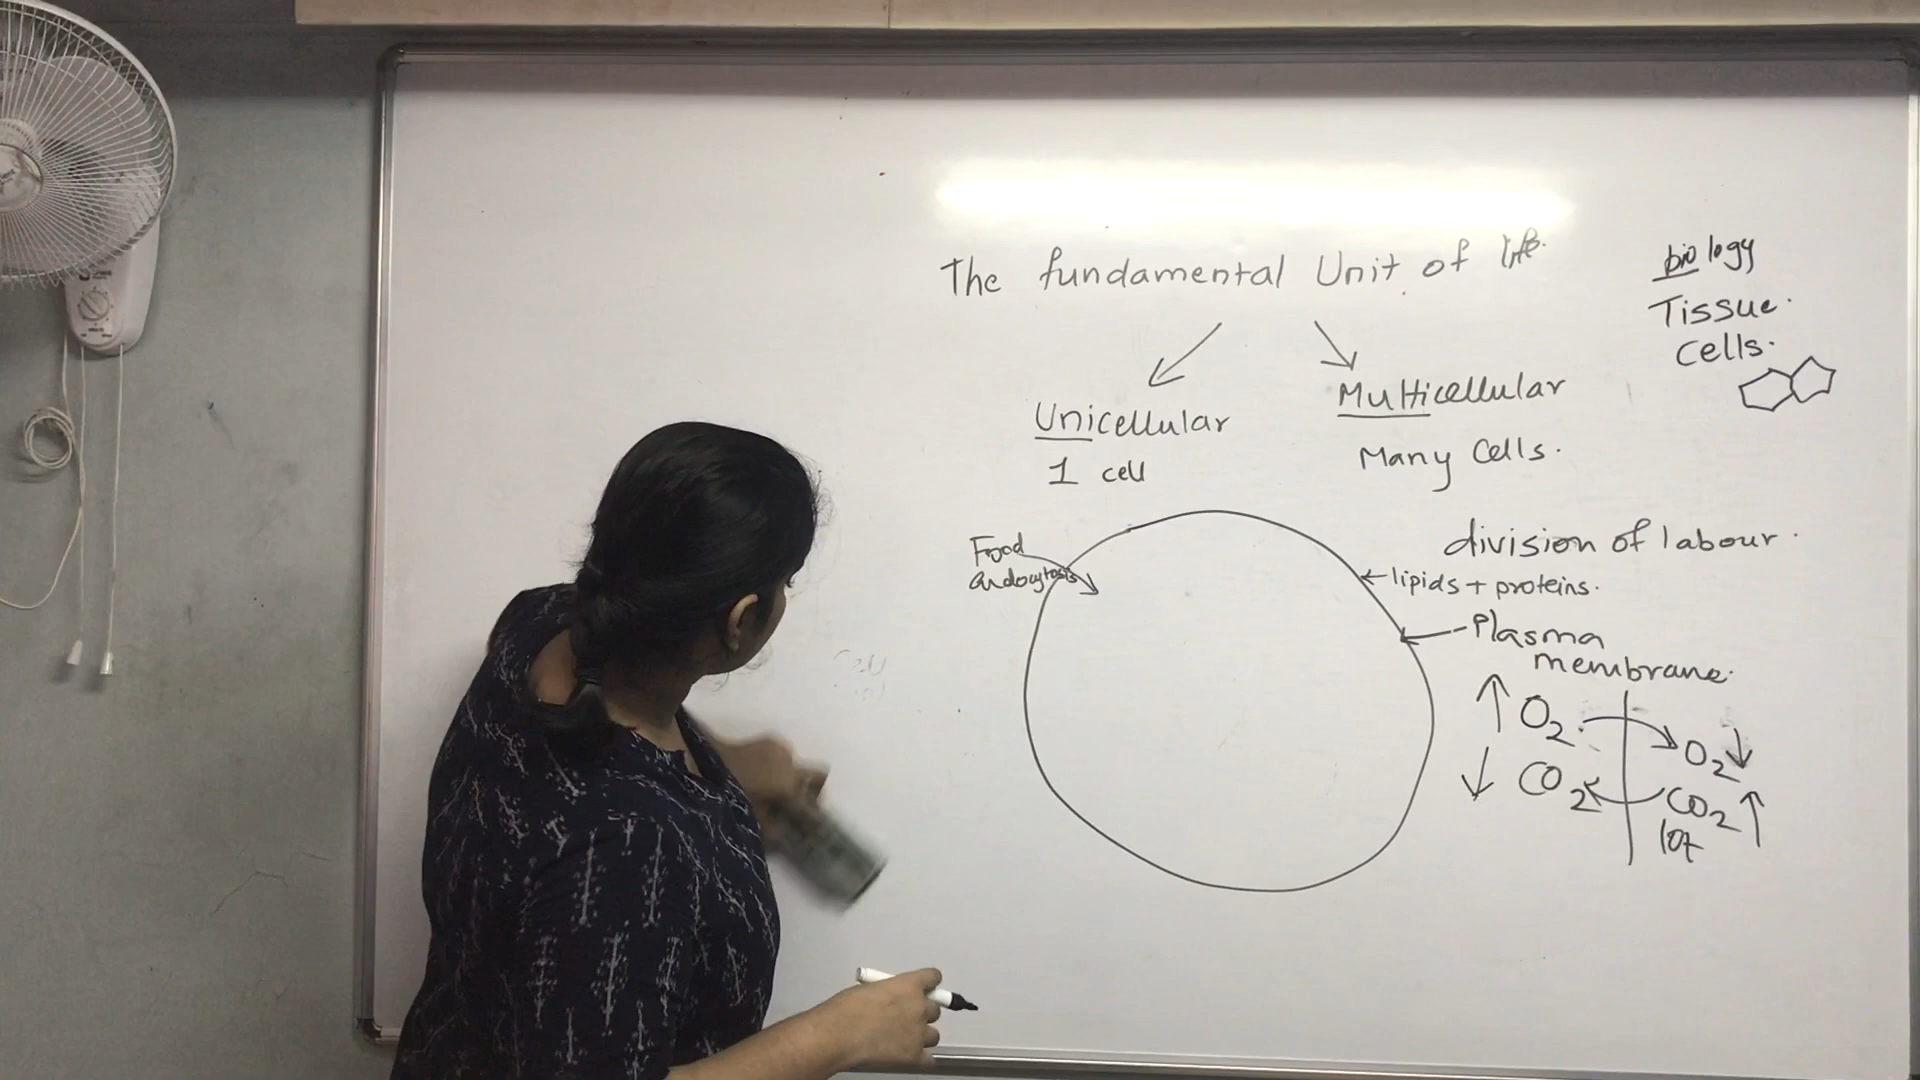 The fundamental Unit of life.
biology
Tissue.
Cells.
Unicellular
1 cell
Multicellular
Many Cells.
Food
endocytosis
division of labour.
lipids + proteins.
Plasma
membrane.
↑ O2
O2 ↓
↓ CO2
CO2 ↑